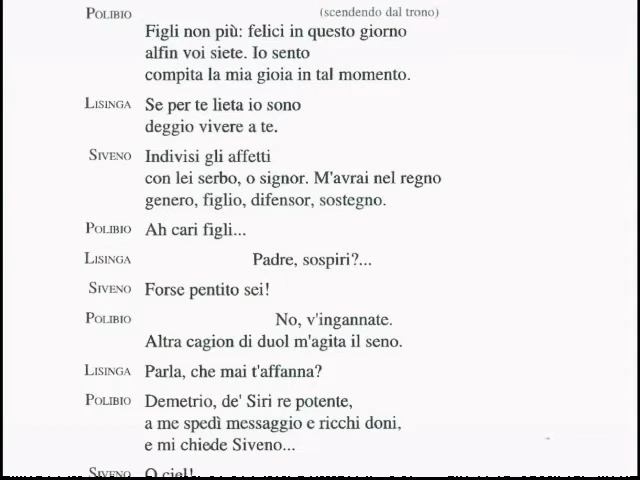 POLIBIO (scendendo dal trono)
Figli non più: felici in questo giorno
alfin voi siete. Io sento
compita la mia gioia in tal momento.
LISINGA Se per te lieta io sono
deggio vivere a te.
SIVENO Indivisi gli affetti
con lei serbo, o signor. M'avrai nel regno
genero, figlio, difensor, sostegno.
POLIBIO Ah cari figli...
LISINGA Padre, sospiri?...
SIVENO Forse pentito sei!
POLIBIO No, v'ingannate.
Altra cagion di duol m'agita il seno.
LISINGA Parla, che mai t'affanna?
POLIBIO Demetrio, de' Siri re potente,
a me spedì messaggio e ricchi doni,
e mi chiede Siveno...
SIVENO O ciel!